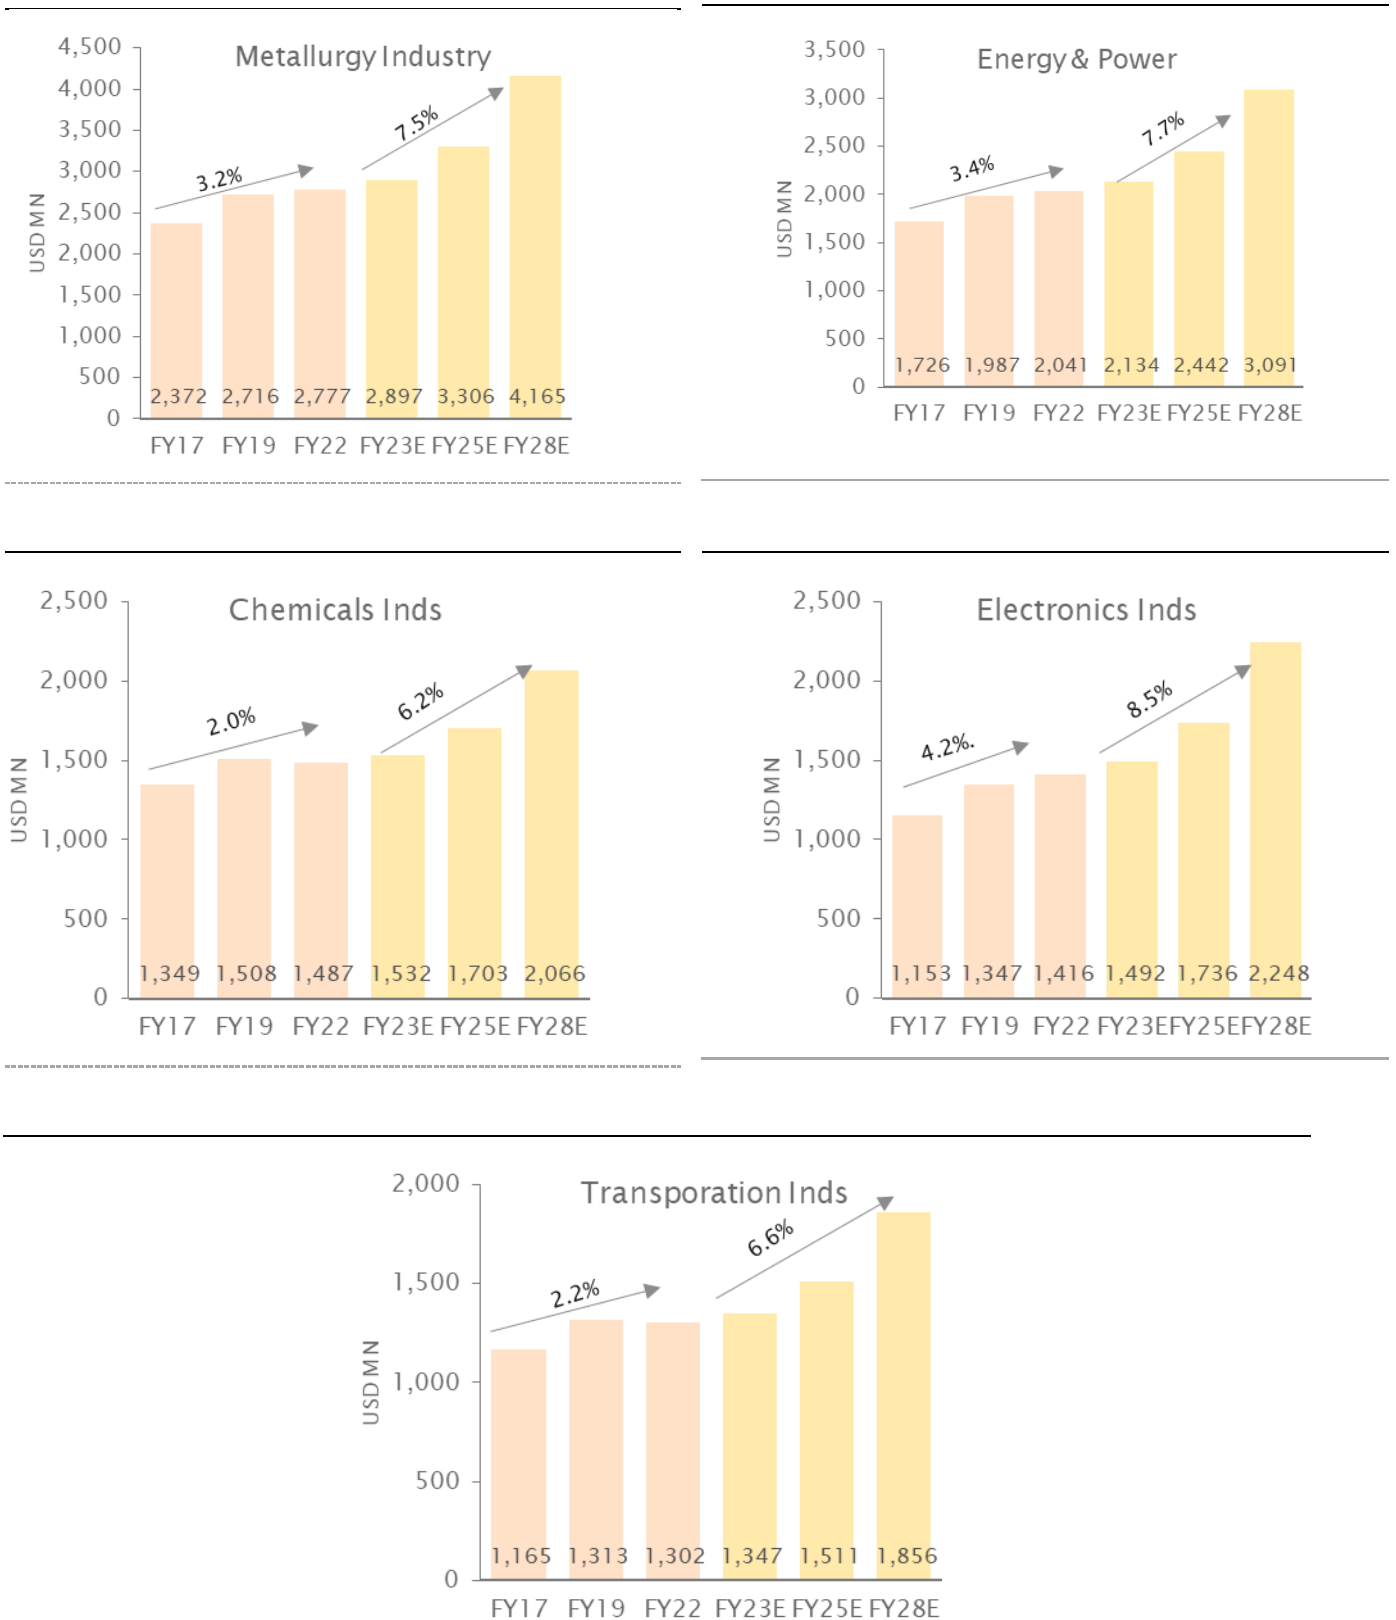 Metallurgy Industry
USD MN
4,500
4,000
3,500
3,000
2,500
2,000
1,500
1,000
500
0
3.2%
7.5%
2,372 2,716 2,777 2,897 3,306 4,165
FY17 FY19 FY22 FY23E FY25E FY28E
Energy & Power
USD MN
3,500
3,000
2,500
2,000
1,500
1,000
500
0
3.4%
7.7%
1,726 1,987 2,041 2,134 2,442 3,091
FY17 FY19 FY22 FY23E FY25E FY28E
Chemicals Inds
USD MN
2,500
2,000
1,500
1,000
500
0
2.0%
6.2%
1,349 1,508 1,487 1,532 1,703 2,066
FY17 FY19 FY22 FY23E FY25E FY28E
Electronics Inds
USD MN
2,500
2,000
1,500
1,000
500
0
4.2%.
8.5%
1,153 1,347 1,416 1,492 1,736 2,248
FY17 FY19 FY22 FY23E FY25E FY28E
Transporation Inds
USD MN
2,000
1,500
1,000
500
0
2.2%
6.6%
1,165 1,313 1,302 1,347 1,511 1,856
FY17 FY19 FY22 FY23E FY25E FY28E